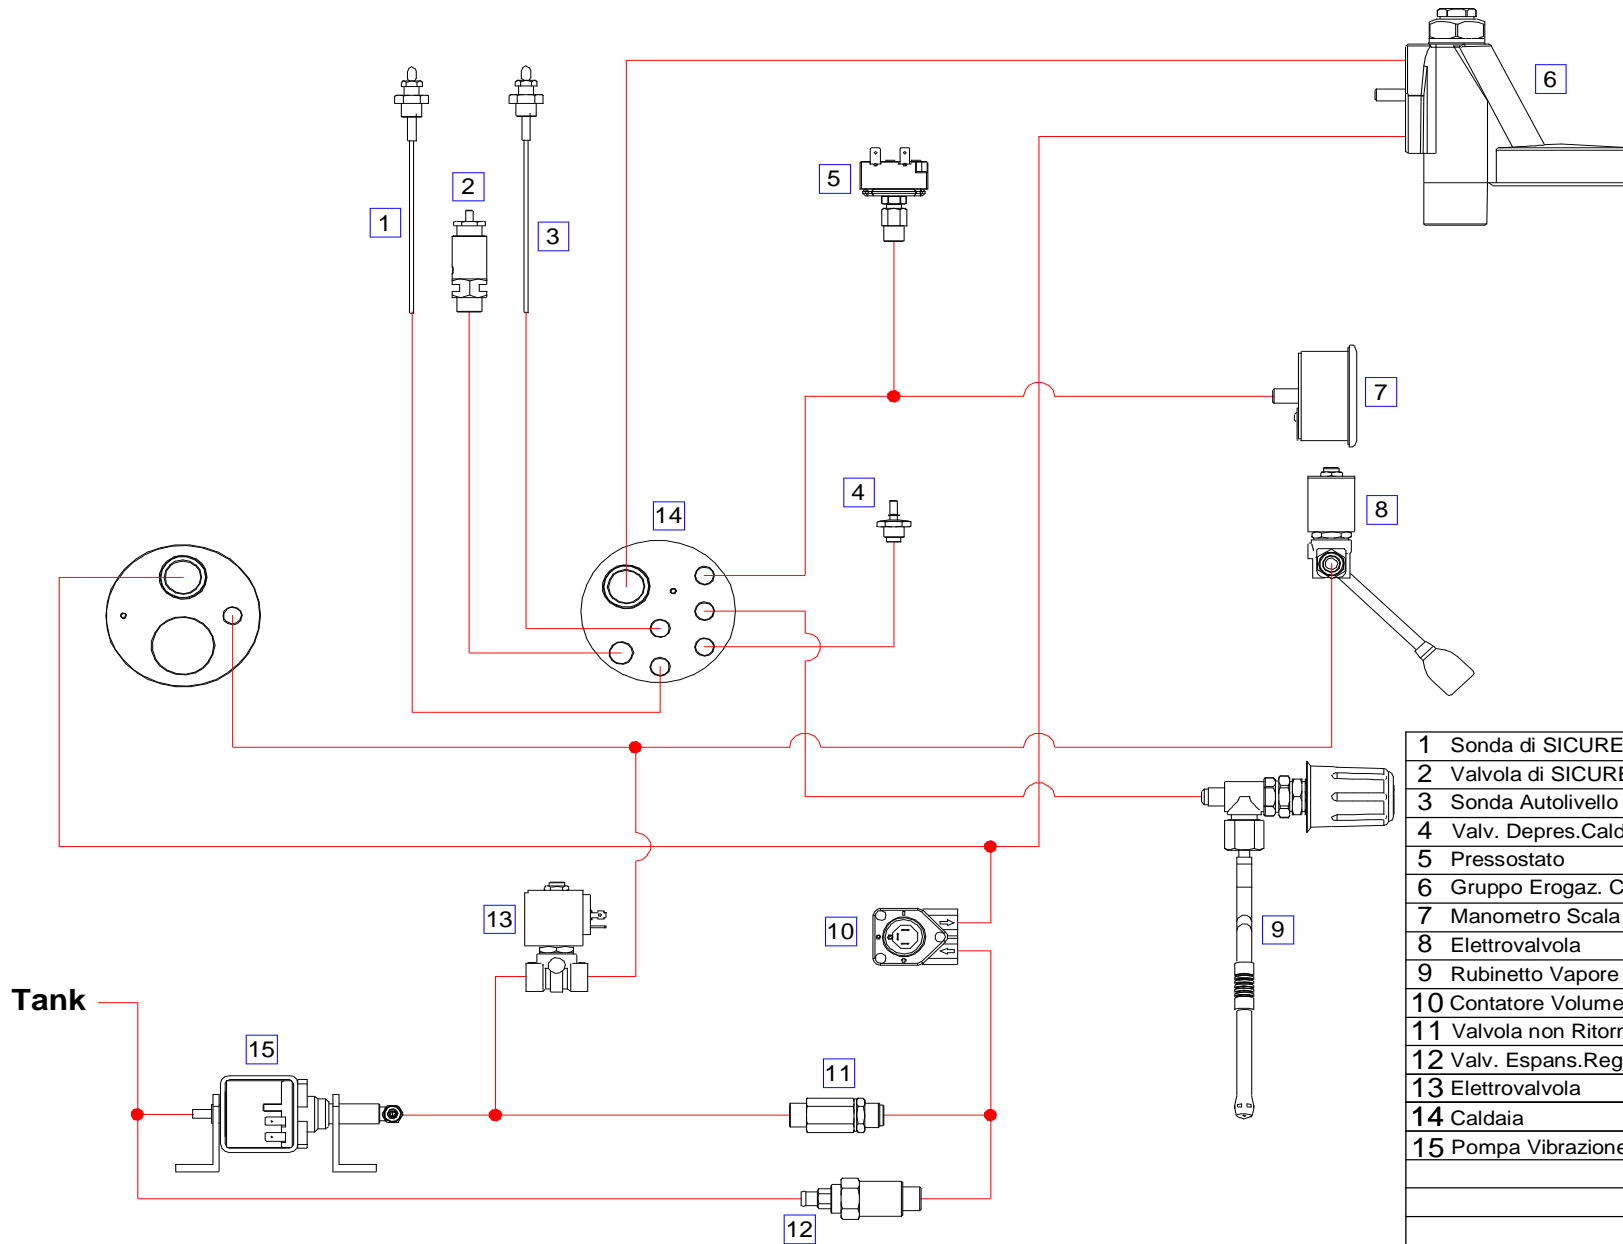 6
5
2
1
3
7
4
14
8
1 Sonda di SICURE
2 Valvola di SICURE
3 Sonda Autolivello
4 Valv. Depres.Cald
5 Pressostato
6 Gruppo Erogaz. C
7 Manometro Scala
8 Elettrovalvola
9 Rubinetto Vapore
10 Contatore Volume
11 Valvola non Ritorn
12 Valv. Espans.Reg
13 Elettrovalvola
14 Caldaia
15 Pompa Vibrazione
13
10
9
Tank
15
11
12